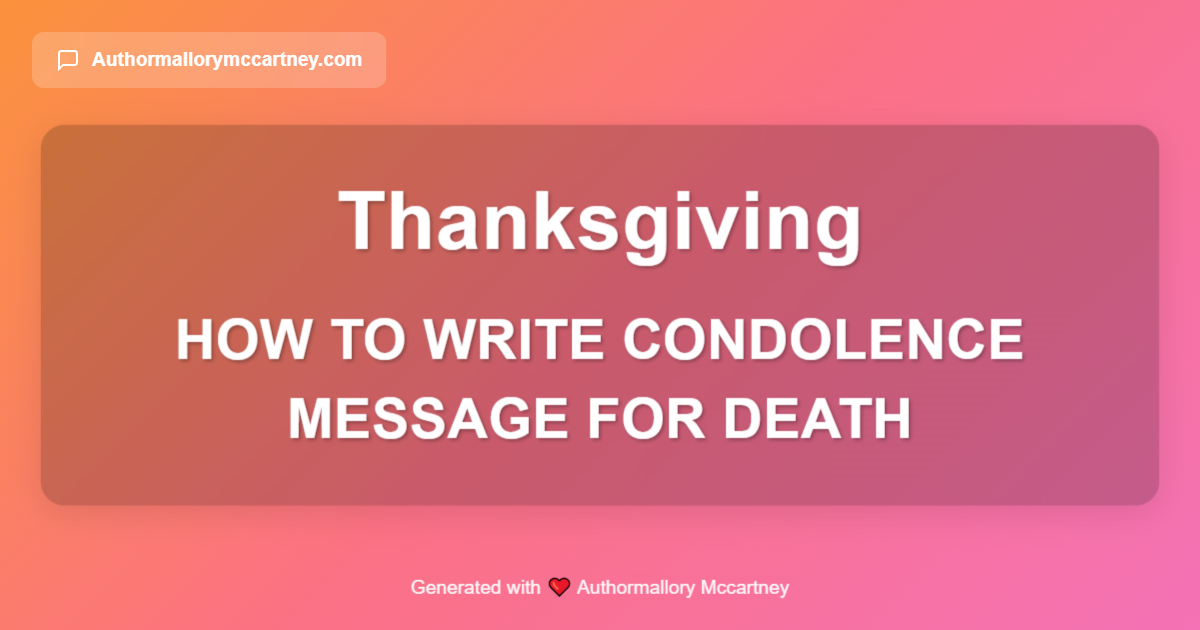 Authormallorymccartney.com
Thanksgiving
HOW TO WRITE CONDOLENCE
MESSAGE FOR DEATH
Generated with ❤️ Authormallory Mccartney